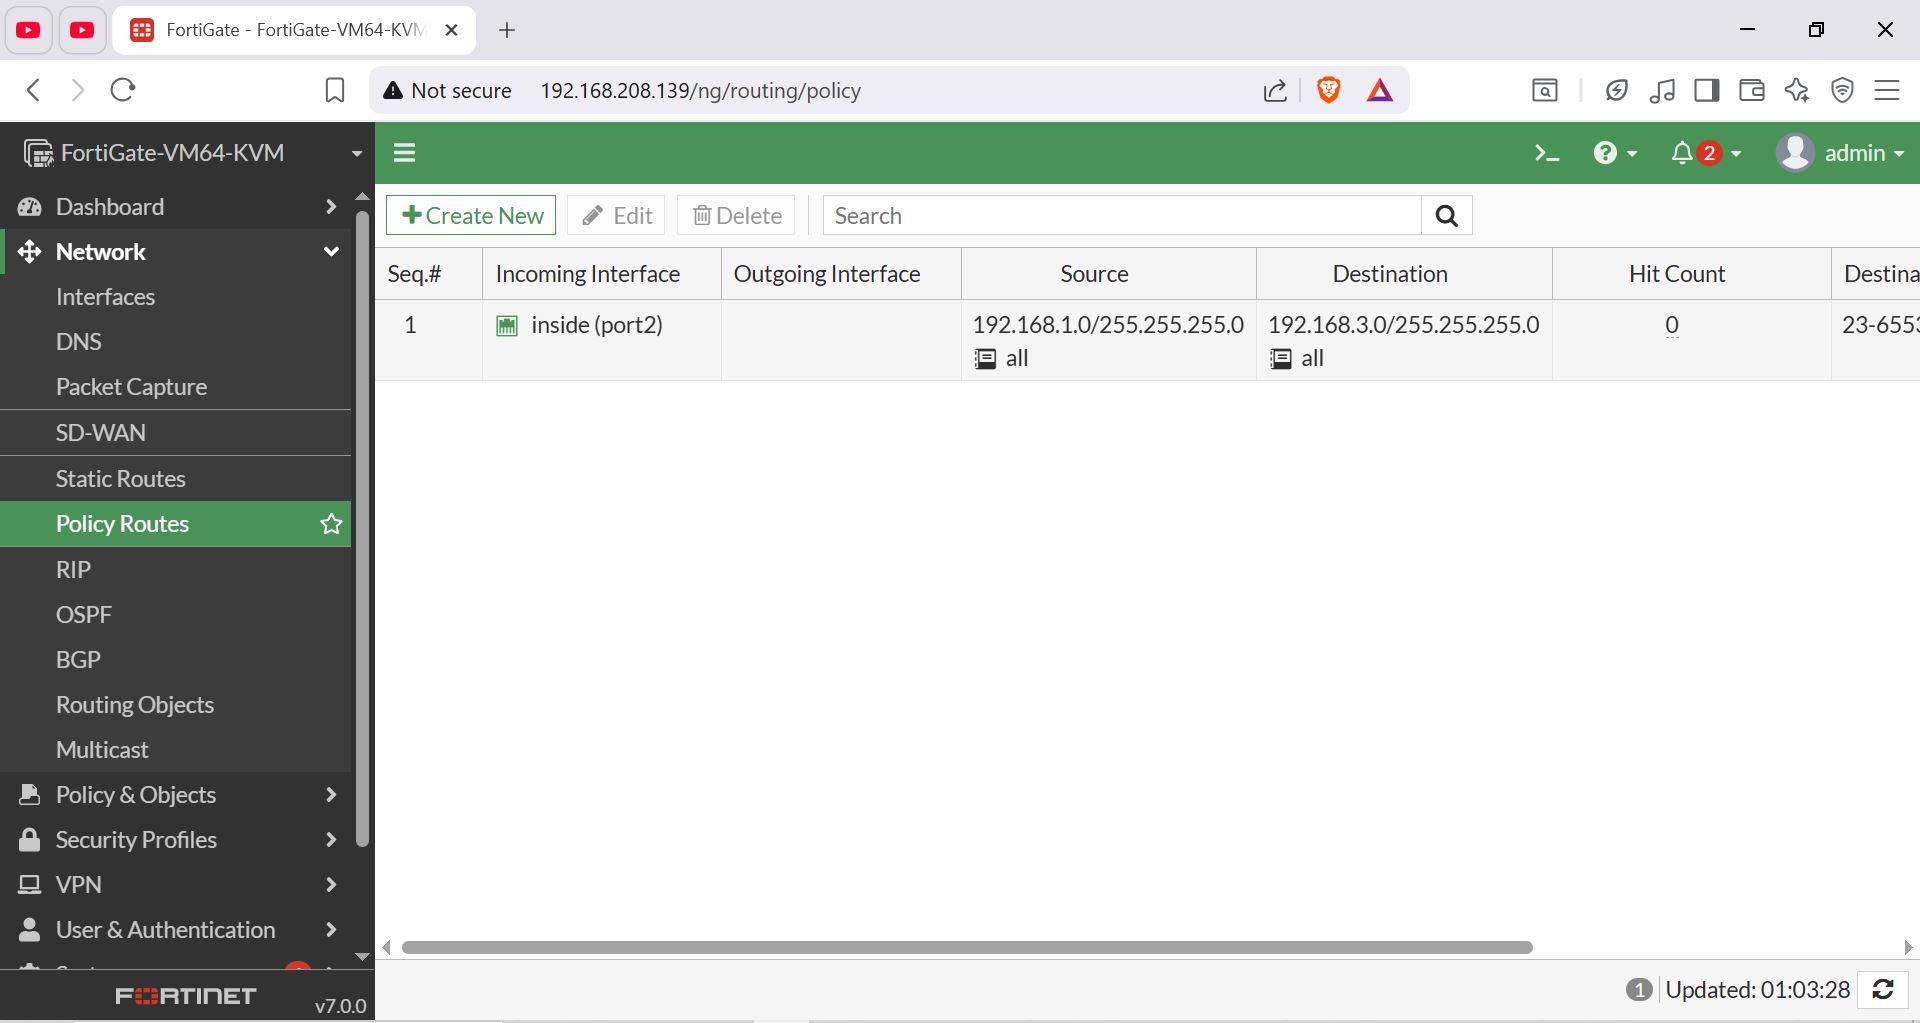 FortiGate - FortiGate-VM64-KVM
Not secure 192.168.208.139/ng/routing/policy
FortiGate-VM64-KVM
2
admin
Dashboard
Network
Interfaces
DNS
Packet Capture
SD-WAN
Static Routes
Policy Routes
RIP
OSPF
BGP
Routing Objects
Multicast
Policy & Objects
Security Profiles
VPN
User & Authentication
FORTINET
v7.0.0
Create New Edit Delete Search
Seq.# Incoming Interface Outgoing Interface Source Destination Hit Count Destina
1 inside (port2) 192.168.1.0/255.255.255.0 192.168.3.0/255.255.255.0 0 23-655
all all
1 Updated: 01:03:28